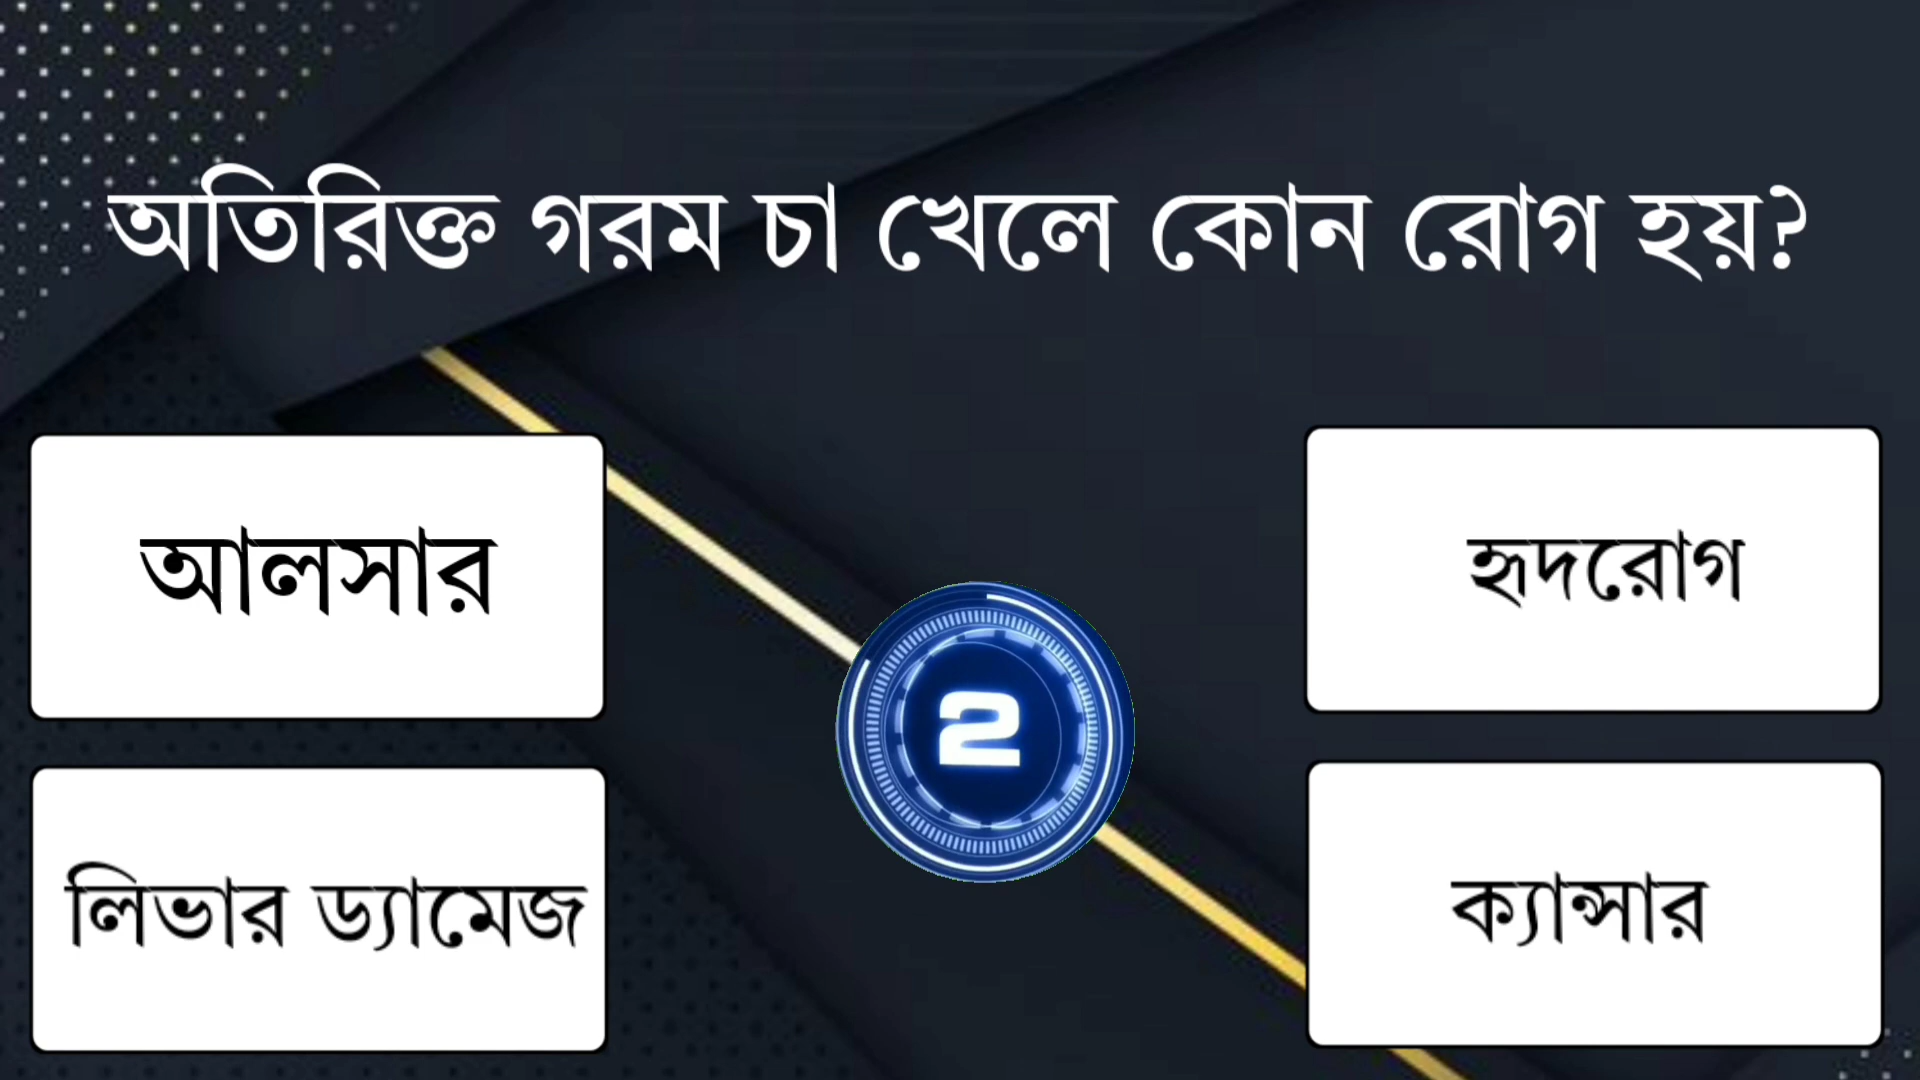 অতিরিক্ত গরম চা খেলে কোন রোগ হয়?
আলসার
হৃদরোগ
2
লিভার ড্যামেজ
ক্যান্সার